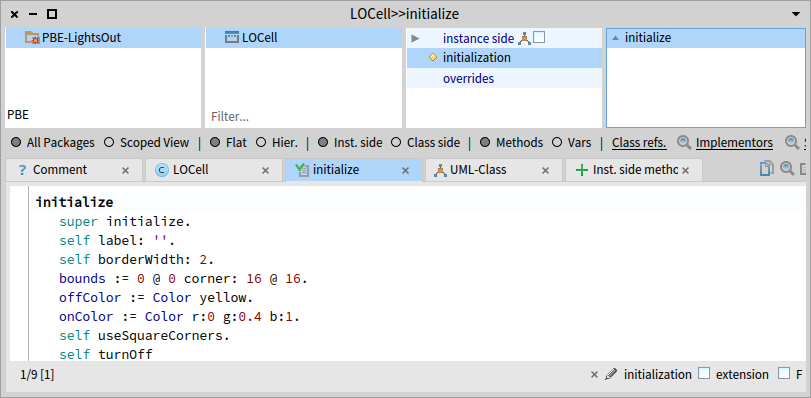 LOCell>>initialize
PBE-LightsOut
LOCell
instance side
initialize
initialization
overrides
PBE
Filter...
All Packages Scoped View | Flat Hier. | Inst. side Class side | Methods Vars | Class refs. Implementors
? Comment × LOCell × initialize × UML-Class × Inst. side methc ×
initialize
super initialize.
self label: ''.
self borderWidth: 2.
bounds := 0 @ 0 corner: 16 @ 16.
offColor := Color yellow.
onColor := Color r:0 g:0.4 b:1.
self useSquareCorners.
self turnOff
1/9 [1] × initialization extension F